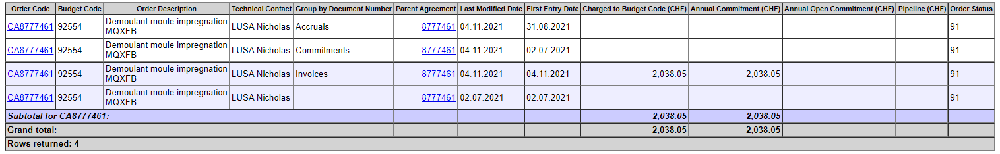 Order Code Budget Code Order Description Technical Contact Group by Document Number Parent Agreement Last Modified Date First Entry Date Charged to Budget Code (CHF) Annual Commitment (CHF) Annual Open Commitment (CHF) Pipeline (CHF) Order Status
CA8777461 92554 Demoulant moule impregnation MQXFB LUSA Nicholas Accruals 8777461 04.11.2021 31.08.2021 91
CA8777461 92554 Demoulant moule impregnation MQXFB LUSA Nicholas Commitments 8777461 04.11.2021 02.07.2021 91
CA8777461 92554 Demoulant moule impregnation MQXFB LUSA Nicholas Invoices 8777461 04.11.2021 04.11.2021 2,038.05 2,038.05 91
CA8777461 92554 Demoulant moule impregnation MQXFB LUSA Nicholas 8777461 02.07.2021 02.07.2021 91
Subtotal for CA8777461: 2,038.05 2,038.05
Grand total: 2,038.05 2,038.05
Rows returned: 4